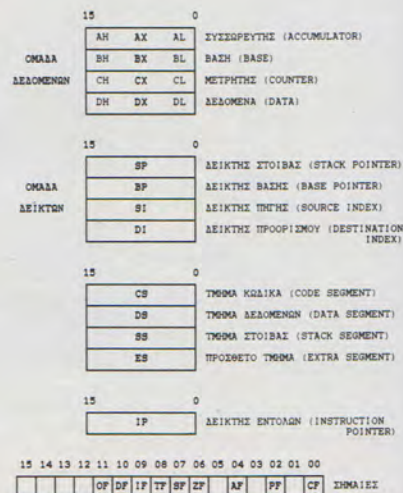 15 0
AH AX AL ΣΥΣΣΩΡΕΥΤΗΣ (ACCUMULATOR)
ΟΜΑΔΑ BH BX BL ΒΑΣΗ (BASE)
ΔΕΔΟΜΕΝΩΝ CH CX CL ΜΕΤΡΗΤΗΣ (COUNTER)
DH DX DL ΔΕΔΟΜΕΝΑ (DATA)
15 0
SP ΔΕΙΚΤΗΣ ΣΤΟΙΒΑΣ (STACK POINTER)
ΟΜΑΔΑ BP ΔΕΙΚΤΗΣ ΒΑΣΗΣ (BASE POINTER)
ΔΕΙΚΤΩΝ SI ΔΕΙΚΤΗΣ ΠΗΓΗΣ (SOURCE INDEX)
DI ΔΕΙΚΤΗΣ ΠΡΟΟΡΙΣΜΟΥ (DESTINATION
INDEX)
15 0
CS ΤΜΗΜΑ ΚΩΔΙΚΑ (CODE SEGMENT)
DS ΤΜΗΜΑ ΔΕΔΟΜΕΝΩΝ (DATA SEGMENT)
SS ΤΜΗΜΑ ΣΤΟΙΒΑΣ (STACK SEGMENT)
ES ΠΡΟΣΘΕΤΟ ΤΜΗΜΑ (EXTRA SEGMENT)
15 0
IP ΔΕΙΚΤΗΣ ΕΝΤΟΛΩΝ (INSTRUCTION
POINTER)
15 14 13 12 11 10 09 08 07 06 05 04 03 02 01 00
OF DF IF TF SF ZF AF PF CF ΣΗΜΑΙΕΣ